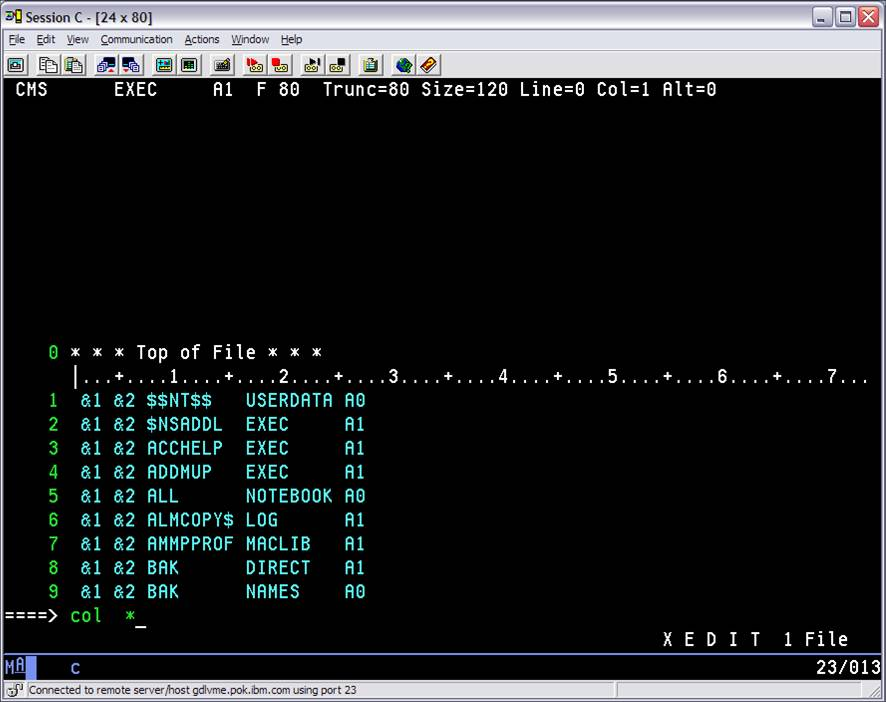 Session C - [24 x 80]
File Edit View Communication Actions Window Help
CMS EXEC A1 F 80 Trunc=80 Size=120 Line=0 Col=1 Alt=0
0 * * * Top of File * * *
|...+....1....+....2....+....3....+....4....+....5....+....6....+....7...
1 &1 &2 $$NT$$ USERDATA A0
2 &1 &2 $NSADDL EXEC A1
3 &1 &2 ACCHELP EXEC A1
4 &1 &2 ADDMUP EXEC A1
5 &1 &2 ALL NOTEBOOK A0
6 &1 &2 ALMCOPY$ LOG A1
7 &1 &2 AMMPPROF MACLIB A1
8 &1 &2 BAK DIRECT A1
9 &1 &2 BAK NAMES A0
====> col *_
X E D I T 1 File
MA c 23/013
Connected to remote server/host gdlvme.pok.ibm.com using port 23